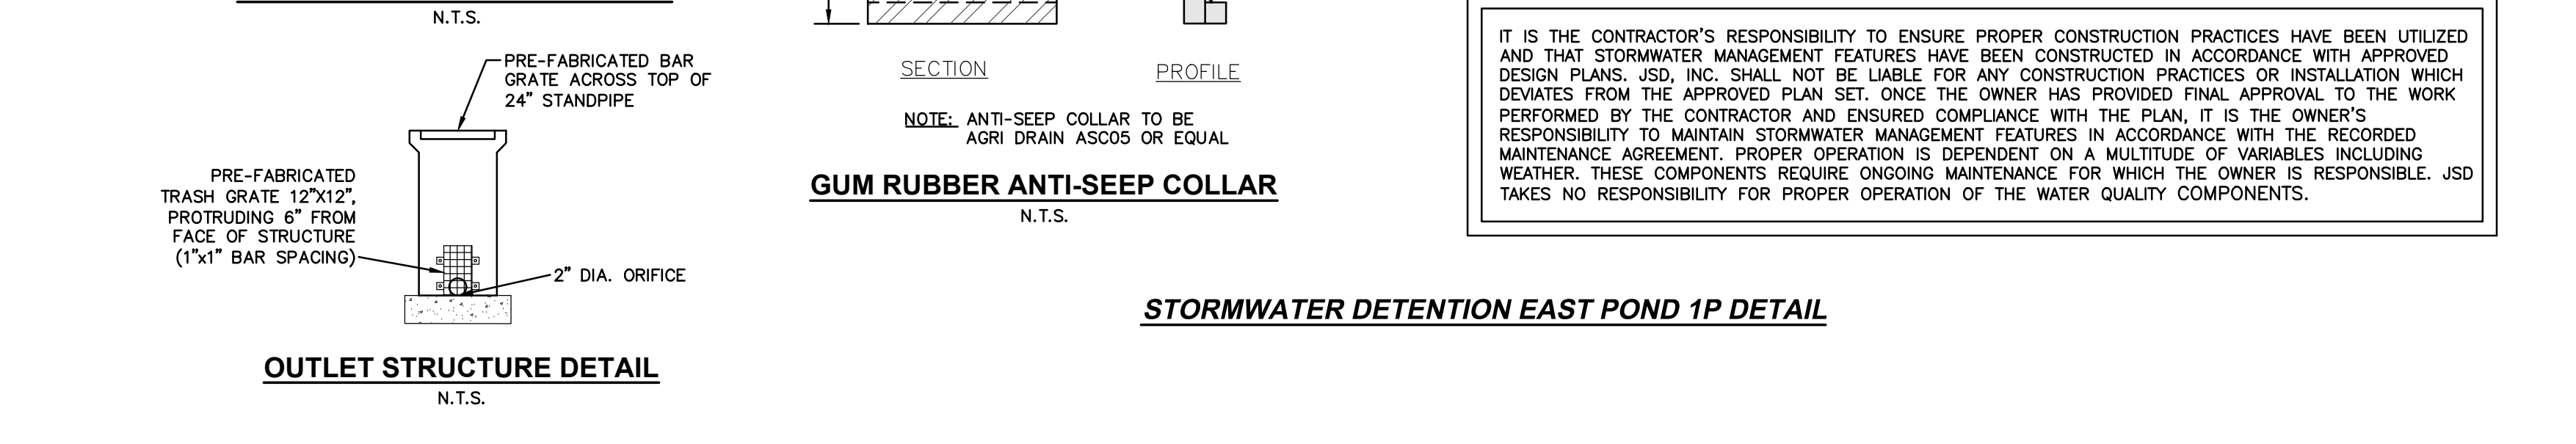 N.T.S.
PRE-FABRICATED BAR
GRATE ACROSS TOP OF
24" STANDPIPE
PRE-FABRICATED
TRASH GRATE 12"X12",
PROTRUDING 6" FROM
FACE OF STRUCTURE
(1"x1" BAR SPACING)
2" DIA. ORIFICE
OUTLET STRUCTURE DETAIL
N.T.S.
SECTION
PROFILE
NOTE: ANTI-SEEP COLLAR TO BE
AGRI DRAIN ASC05 OR EQUAL
GUM RUBBER ANTI-SEEP COLLAR
N.T.S.
IT IS THE CONTRACTOR'S RESPONSIBILITY TO ENSURE PROPER CONSTRUCTION PRACTICES HAVE BEEN UTILIZED
AND THAT STORMWATER MANAGEMENT FEATURES HAVE BEEN CONSTRUCTED IN ACCORDANCE WITH APPROVED
DESIGN PLANS. JSD, INC. SHALL NOT BE LIABLE FOR ANY CONSTRUCTION PRACTICES OR INSTALLATION WHICH
DEVIATES FROM THE APPROVED PLAN SET. ONCE THE OWNER HAS PROVIDED FINAL APPROVAL TO THE WORK
PERFORMED BY THE CONTRACTOR AND ENSURED COMPLIANCE WITH THE PLAN, IT IS THE OWNER'S
RESPONSIBILITY TO MAINTAIN STORMWATER MANAGEMENT FEATURES IN ACCORDANCE WITH THE RECORDED
MAINTENANCE AGREEMENT. PROPER OPERATION IS DEPENDENT ON A MULTITUDE OF VARIABLES INCLUDING
WEATHER. THESE COMPONENTS REQUIRE ONGOING MAINTENANCE FOR WHICH THE OWNER IS RESPONSIBLE. JSD
TAKES NO RESPONSIBILITY FOR PROPER OPERATION OF THE WATER QUALITY COMPONENTS.
STORMWATER DETENTION EAST POND 1P DETAIL